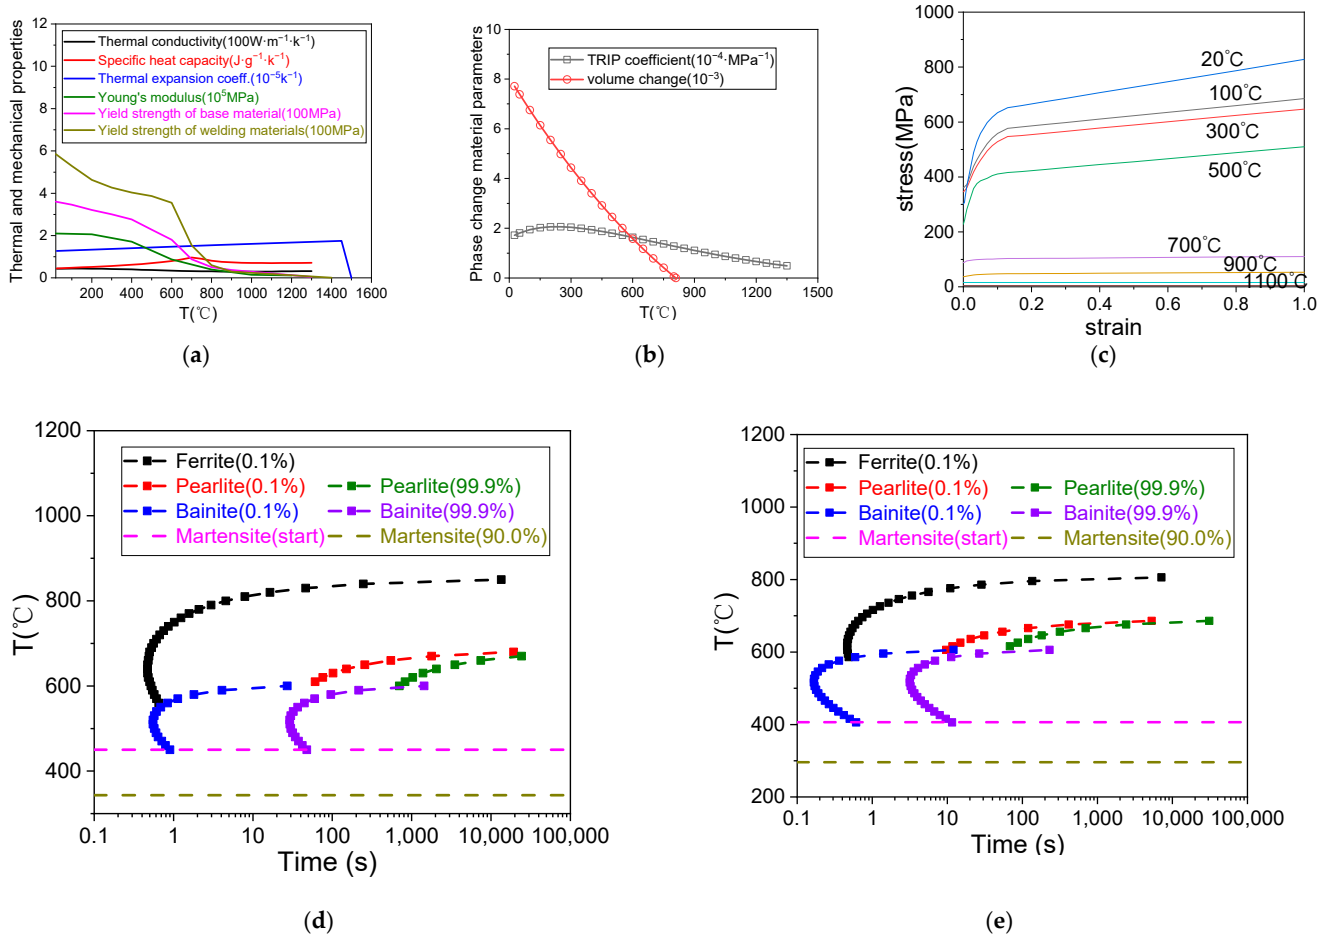 Thermal and mechanical properties
12
10
8
6
4
2
0
Thermal conductivity(100W·m⁻¹·k⁻¹)
Specific heat capacity(J·g⁻¹·k⁻¹)
Thermal expansion coeff.(10⁻⁵k⁻¹)
Young's modulus(10⁵MPa)
Yield strength of base material(100MPa)
Yield strength of welding materials(100MPa)
200 400 600 800 1000 1200 1400 1600
T(℃)
(a)
Phase change material parameters
10
8
6
4
2
0
TRIP coefficient(10⁻⁴·MPa⁻¹)
volume change(10⁻³)
0 300 600 900 1200 1500
T(℃)
(b)
stress(MPa)
1000
800
600
400
200
0
20℃
100℃
300℃
500℃
700℃
900℃
1100℃
0.0 0.2 0.4 0.6 0.8 1.0
strain
(c)
T(℃)
1200
1000
800
600
400
Ferrite(0.1%)
Pearlite(0.1%) Pearlite(99.9%)
Bainite(0.1%) Bainite(99.9%)
Martensite(start) Martensite(90.0%)
0.1 1 10 100 1,000 10,000 100,000
Time (s)
(d)
T(℃)
1200
1000
800
600
400
200
Ferrite(0.1%)
Pearlite(0.1%) Pearlite(99.9%)
Bainite(0.1%) Bainite(99.9%)
Martensite(start) Martensite(90.0%)
0.1 1 10 100 1,000 10,000 100,000
Time (s)
(e)